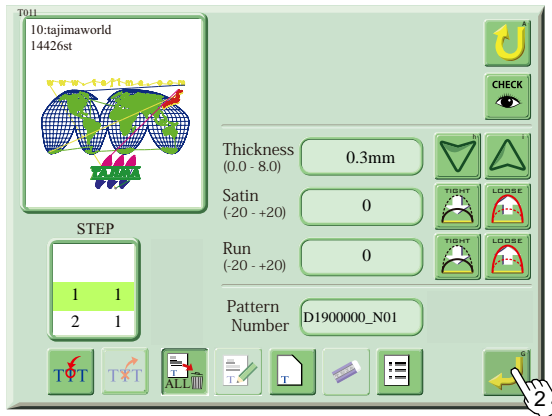 T011
10:tajimaworld
14426st
www.tajima.com
TAJIMA
A
CHECK
Thickness
(0.0 - 8.0)
0.3mm
h
i
Satin
(-20 - +20)
0
TIGHT
LOOSE
Run
(-20 - +20)
0
TIGHT
LOOSE
STEP
1 1
2 1
Pattern
Number
D1900000_N01
TT
TXT
T
ALL
T
T
G
2